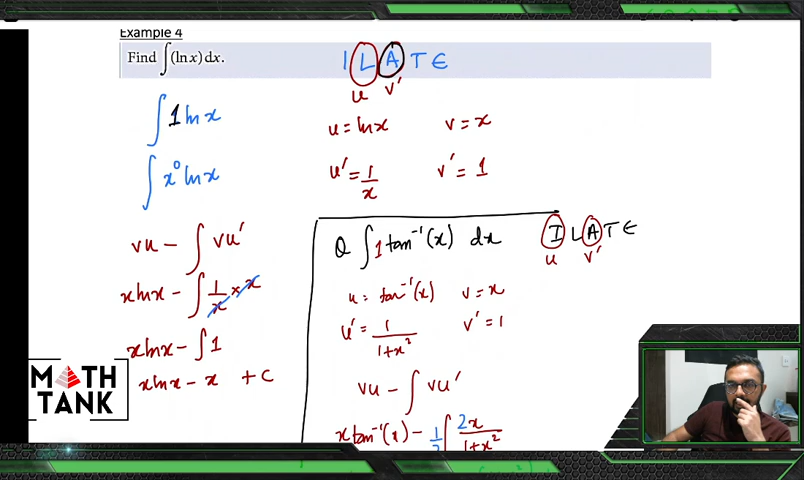 Example 4
Find ∫(ln x) dx.
I L A T E
u v'
∫ 1 ln x
u = ln x v = x
∫ x⁰ ln x
u' = 1/x v' = 1
vu - ∫ vu'
x ln x - ∫ 1/x × x
x ln x - ∫ 1
x ln x - x + c
Q ∫ 1 tan⁻¹(x) dx
I L A T E
u v'
u = tan⁻¹(x) v = x
u' = 1/(1+x²) v' = 1
vu - ∫ vu'
x tan⁻¹(x) - 1/2 ∫ 2x/(1+x²)
MATH
TANK